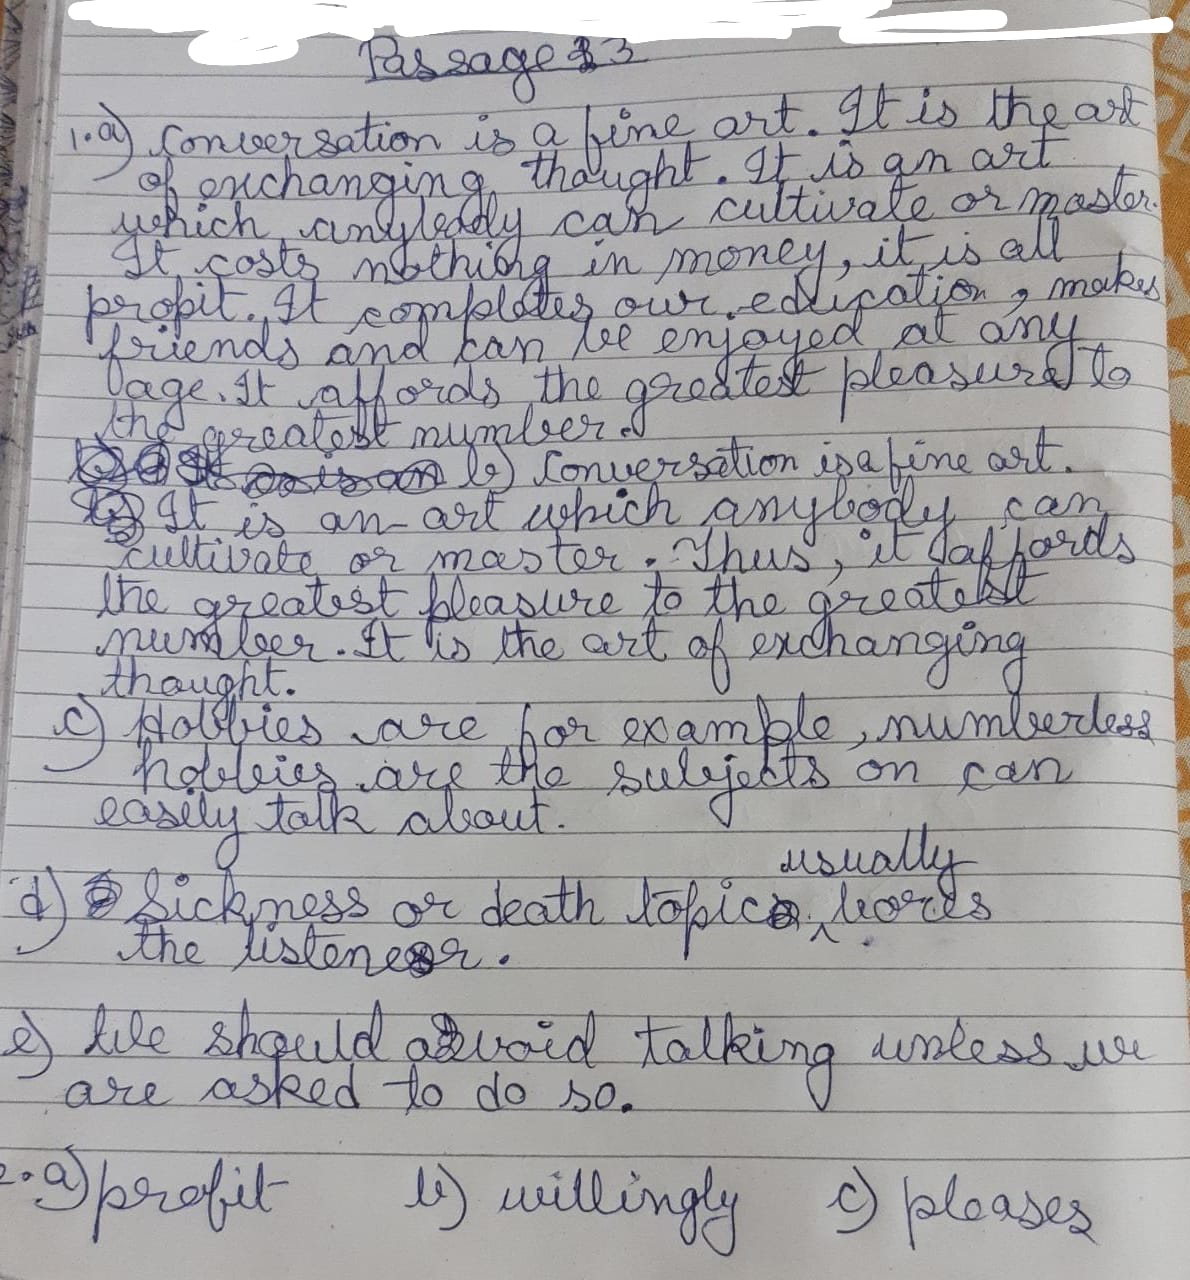 Passage 3
1.a) Conversation is a fine art. It is the art
of exchanging thought. It is an art
which anybody can cultivate or master.
It costs nothing in money, it is all
profit. It completes our education, makes
friends and can be enjoyed at any
age. It affords the greatest pleasure to
the greatest number.
b) Conversation is a fine art.
It is an art which anybody can
cultivate or master. Thus, it affords
the greatest pleasure to the greatest
number. It is the art of exchanging
thought.
c) Hobbies are for example, numberless
hobbies are the subjects on can
easily talk about.
d) Sickness or death topic usually bores
the listener.
e) We should avoid talking unless we
are asked to do so.
2.a) profit b) willingly c) pleases